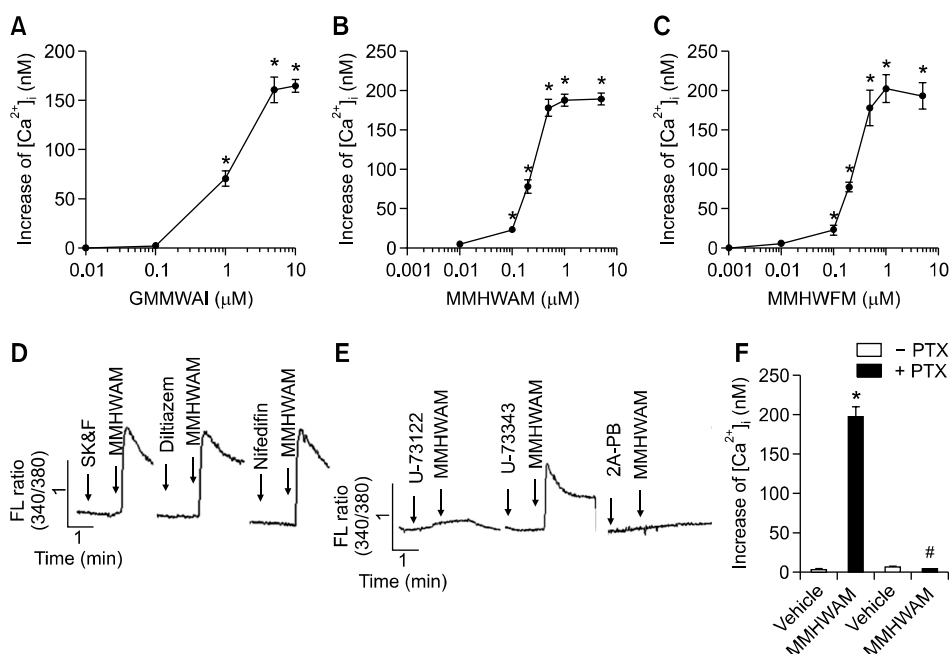 A
Increase of [Ca2+]i (nM)
200
150
100
50
0
0.01 0.1 1 10
GMMWAI (μM)
* * *
B
Increase of [Ca2+]i (nM)
250
200
150
100
50
0
0.001 0.01 0.1 1 10
MMHWAM (μM)
* * * * *
C
Increase of [Ca2+]i (nM)
250
200
150
100
50
0
0.001 0.01 0.1 1 10
MMHWFM (μM)
* * * * *
D
FL ratio
(340/380)
1
1
Time (min)
SK&F
MMHWAM
Diltiazem
MMHWAM
Nifedifin
MMHWAM
E
FL ratio
(340/380)
1
1
Time (min)
U-73122
MMHWAM
U-73343
MMHWAM
2A-PB
MMHWAM
F
− PTX
+ PTX
Increase of [Ca2+]i (nM)
250
200
150
100
50
0
*
#
Vehicle
MMHWAM
Vehicle
MMHWAM